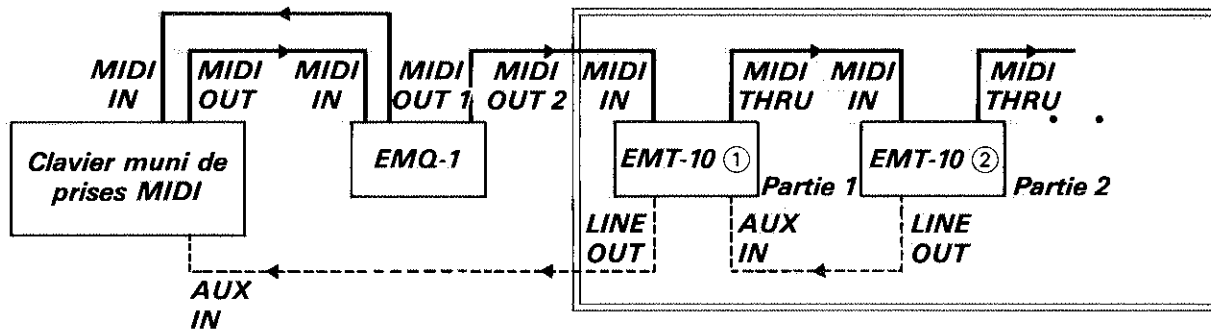 MIDI
IN
MIDI
OUT
MIDI
IN
MIDI
OUT 1
MIDI
OUT 2
MIDI
IN
MIDI
THRU
MIDI
IN
MIDI
THRU
Clavier muni de
prises MIDI
EMQ-1
EMT-10 ①
Partie 1
EMT-10 ②
Partie 2
LINE
OUT
AUX
IN
LINE
OUT
AUX
IN